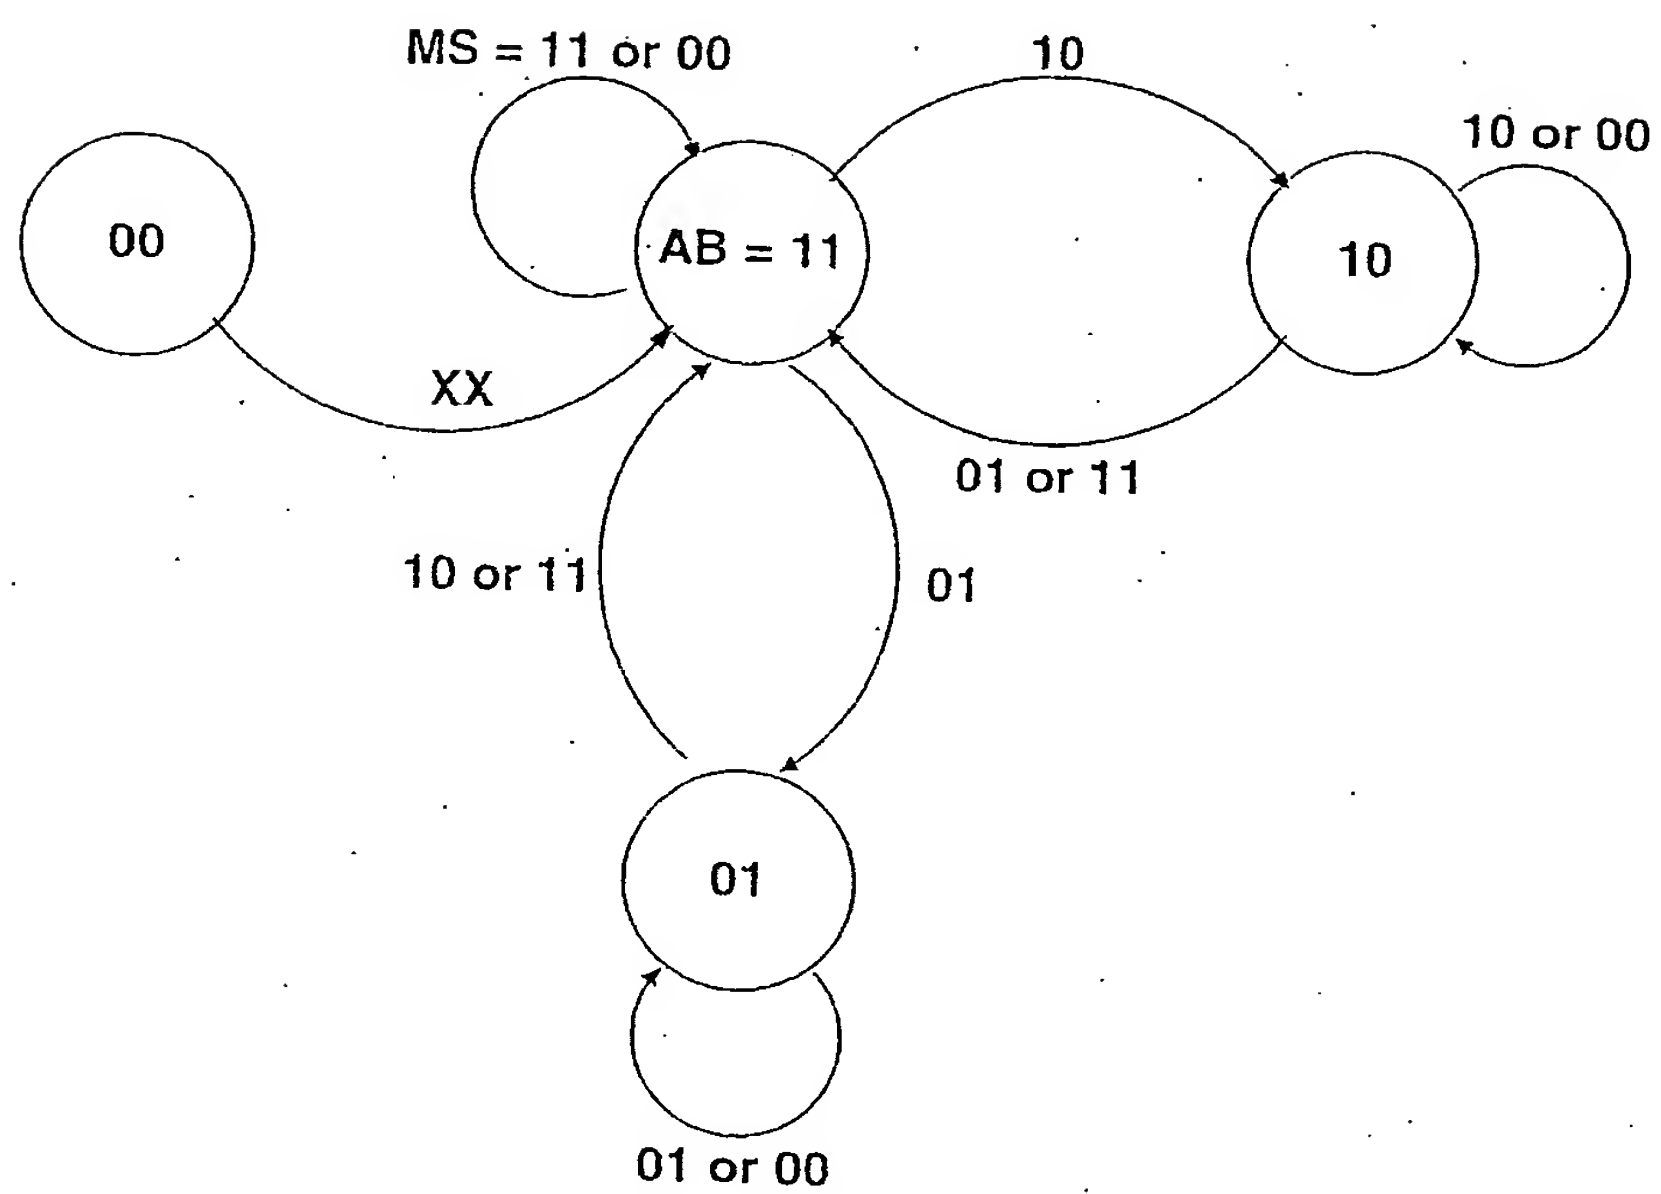 MS = 11 or 00
10
10 or 00
00
AB = 11
10
XX
01 or 11
10 or 11
01
01
01 or 00